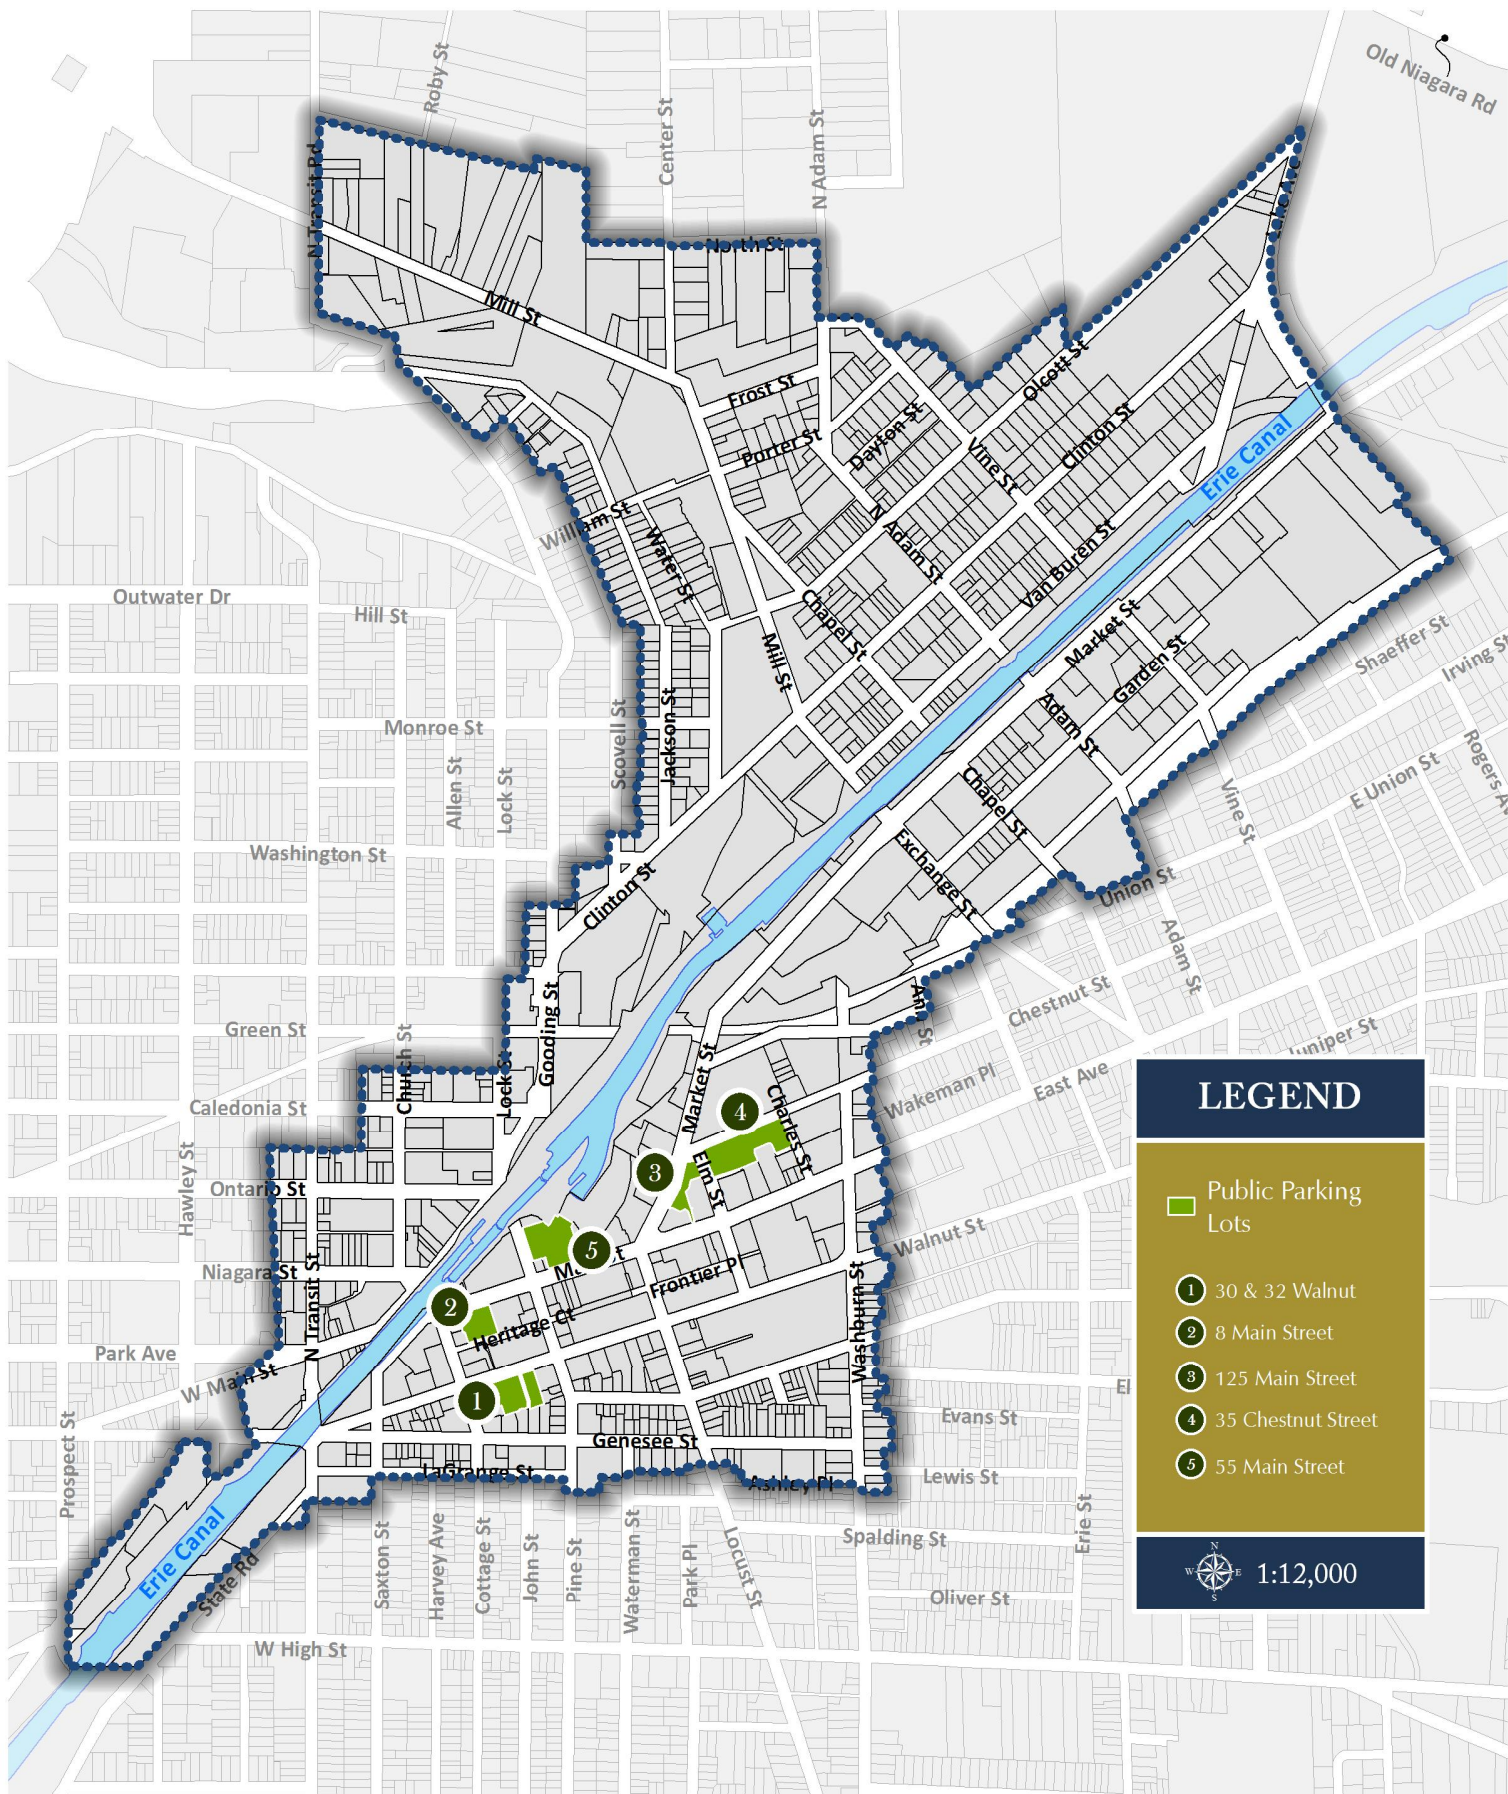 Old Niagara Rd
Roby St
Center St
N Adam St
N Transit Rd
North St
Mill St
Frost St
Olcott St
Porter St
Dayton St
Vine St
Clinton St
Erie Canal
William St
Water St
N Adam St
Van Buren St
Outwater Dr
Hill St
Chapel St
Market St
Garden St
Shaeffer St
Irving St
Mill St
Monroe St
Scovell St
Jackson St
Adam St
Allen St
Lock St
Chapel St
Vine St
E Union St
Washington St
Clinton St
Exchange St
Union St
Adam St
Gooding St
Chestnut St
Green St
Church St
Ann St
Juniper St
Lock St
Market St
Wakeman Pl
East Ave
Caledonia St
Charles St
4
Hawley St
3
Elm St
Ontario St
Walnut St
5
Niagara St
N Transit St
Frontier Pl
Washburn St
2
Heritage Ct
Park Ave
W Main St
1
Evans St
Genesee St
Prospect St
LaGrange St
Ashley Pl
Lewis St
Erie Canal
State Rd
Saxton St
Harvey Ave
Cottage St
John St
Pine St
Waterman St
Park Pl
Locust St
Spalding St
Erie St
Oliver St
W High St
LEGEND
Public Parking
Lots
1 30 & 32 Walnut
2 8 Main Street
3 125 Main Street
4 35 Chestnut Street
5 55 Main Street
N
W E
S
1:12,000